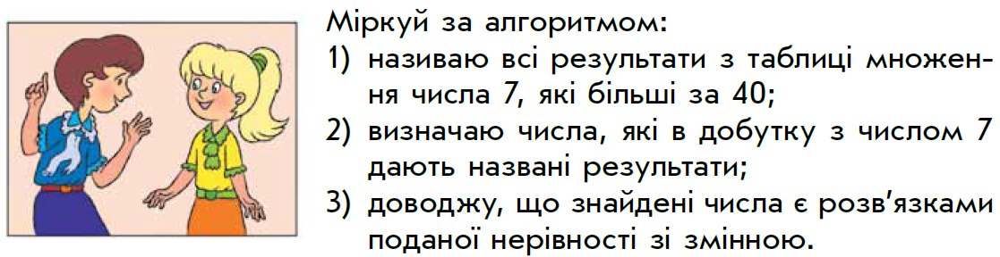 Міркуй за алгоритмом:
1) називаю всі результати з таблиці множен-
ня числа 7, які більші за 40;
2) визначаю числа, які в добутку з числом 7
дають названі результати;
3) доводжу, що знайдені числа є розв’язками
поданої нерівності зі змінною.